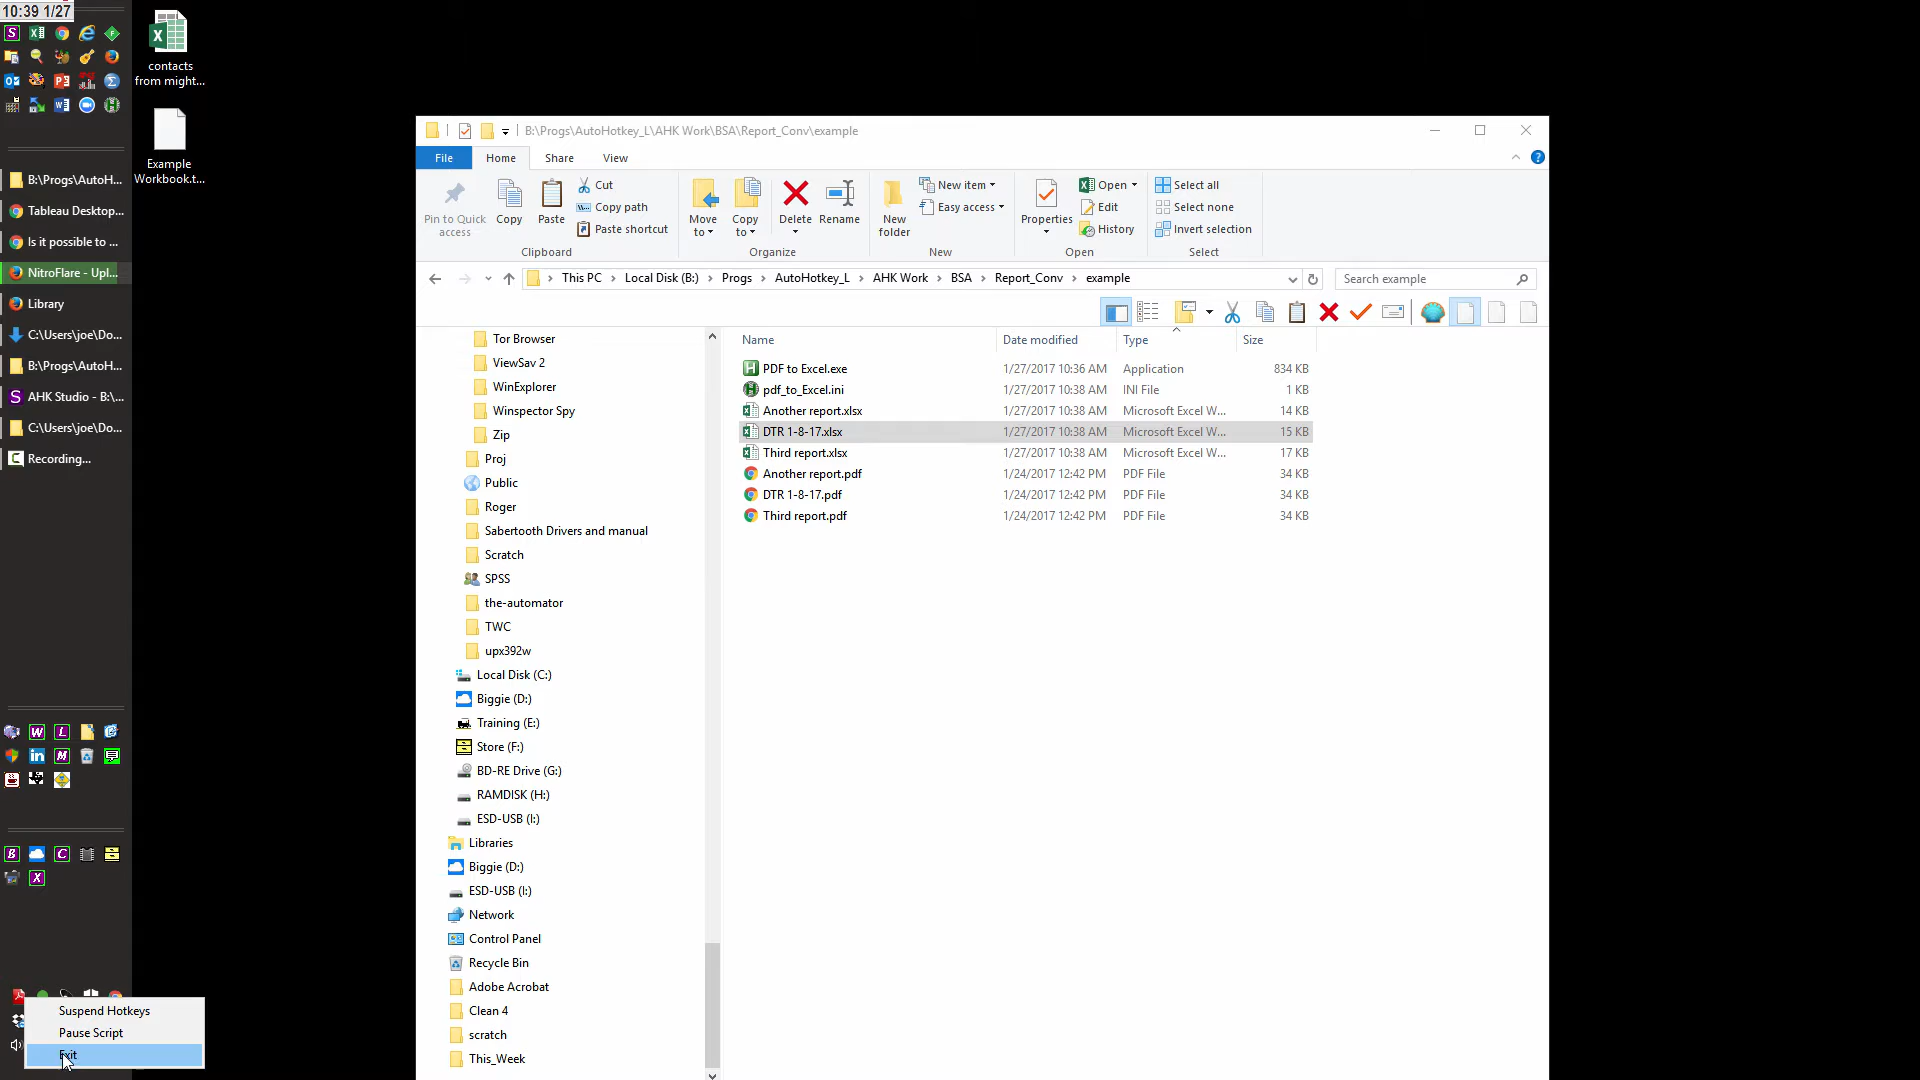 10:39 1/27
contacts
from might...
Example
Workbook.t...
B:\Progs\AutoH...
Tableau Desktop...
Is it possible to ...
NitroFlare - Upl...
Library
C:\Users\joe\Do...
B:\Progs\AutoH...
AHK Studio - B:\...
C:\Users\joe\Do...
Recording...
B:\Progs\AutoHotkey_L\AHK Work\BSA\Report_Conv\example
File Home Share View
Pin to Quick
access
Copy
Paste
Cut
Copy path
Paste shortcut
Clipboard
Move
to
Copy
to
Delete
Rename
Organize
New
folder
New item
Easy access
New
Properties
Open
Edit
History
Open
Select all
Select none
Invert selection
Select
This PC Local Disk (B:) Progs AutoHotkey_L AHK Work BSA Report_Conv example
Search example
Tor Browser
ViewSav 2
WinExplorer
Winspector Spy
Zip
Proj
Public
Roger
Sabertooth Drivers and manual
Scratch
SPSS
the-automator
TWC
upx392w
Local Disk (C:)
Biggie (D:)
Training (E:)
Store (F:)
BD-RE Drive (G:)
RAMDISK (H:)
ESD-USB (I:)
Libraries
Biggie (D:)
ESD-USB (I:)
Network
Control Panel
Recycle Bin
Adobe Acrobat
Clean 4
scratch
This_Week
Name Date modified Type Size
PDF to Excel.exe 1/27/2017 10:36 AM Application 834 KB
pdf_to_Excel.ini 1/27/2017 10:38 AM INI File 1 KB
Another report.xlsx 1/27/2017 10:38 AM Microsoft Excel W... 14 KB
DTR 1-8-17.xlsx 1/27/2017 10:38 AM Microsoft Excel W... 15 KB
Third report.xlsx 1/27/2017 10:38 AM Microsoft Excel W... 17 KB
Another report.pdf 1/24/2017 12:42 PM PDF File 34 KB
DTR 1-8-17.pdf 1/24/2017 12:42 PM PDF File 34 KB
Third report.pdf 1/24/2017 12:42 PM PDF File 34 KB
Suspend Hotkeys
Pause Script
Exit